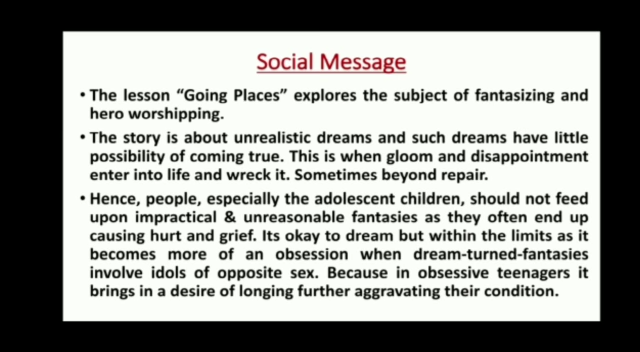 Social Message
• The lesson “Going Places” explores the subject of fantasizing and
hero worshipping.
• The story is about unrealistic dreams and such dreams have little
possibility of coming true. This is when gloom and disappointment
enter into life and wreck it. Sometimes beyond repair.
• Hence, people, especially the adolescent children, should not feed
upon impractical & unreasonable fantasies as they often end up
causing hurt and grief. Its okay to dream but within the limits as it
becomes more of an obsession when dream-turned-fantasies
involve idols of opposite sex. Because in obsessive teenagers it
brings in a desire of longing further aggravating their condition.